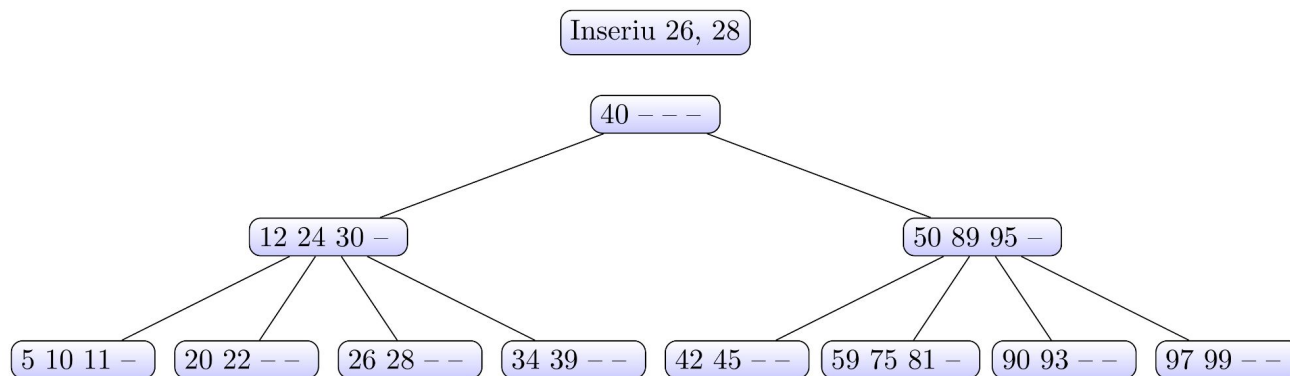 Inseriu 26, 28
40 – – –
12 24 30 –
50 89 95 –
5 10 11 –
20 22 – –
26 28 – –
34 39 – –
42 45 – –
59 75 81 –
90 93 – –
97 99 – –